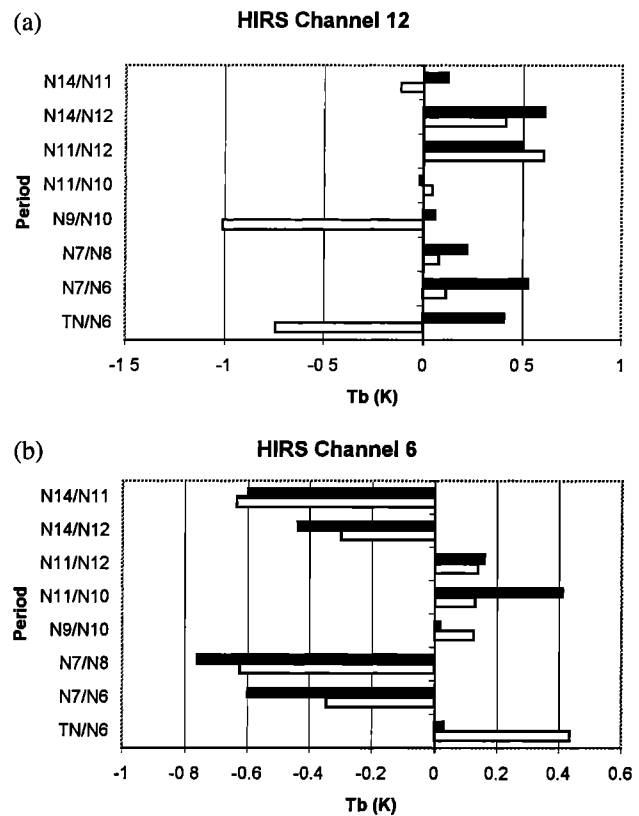 (a)
HIRS Channel 12
N14/N11
N14/N12
N11/N12
N11/N10
N9/N10
N7/N8
N7/N6
TN/N6
Period
-1 5 -1 -0 5 0 0 5 1
Tb (K)
(b)
HIRS Channel 6
N14/N11
N14/N12
N11/N12
N11/N10
N9/N10
N7/N8
N7/N6
TN/N6
Period
-1 -0.8 -0.6 -0.4 -0.2 0 0.2 0.4 0.6
Tb (K)